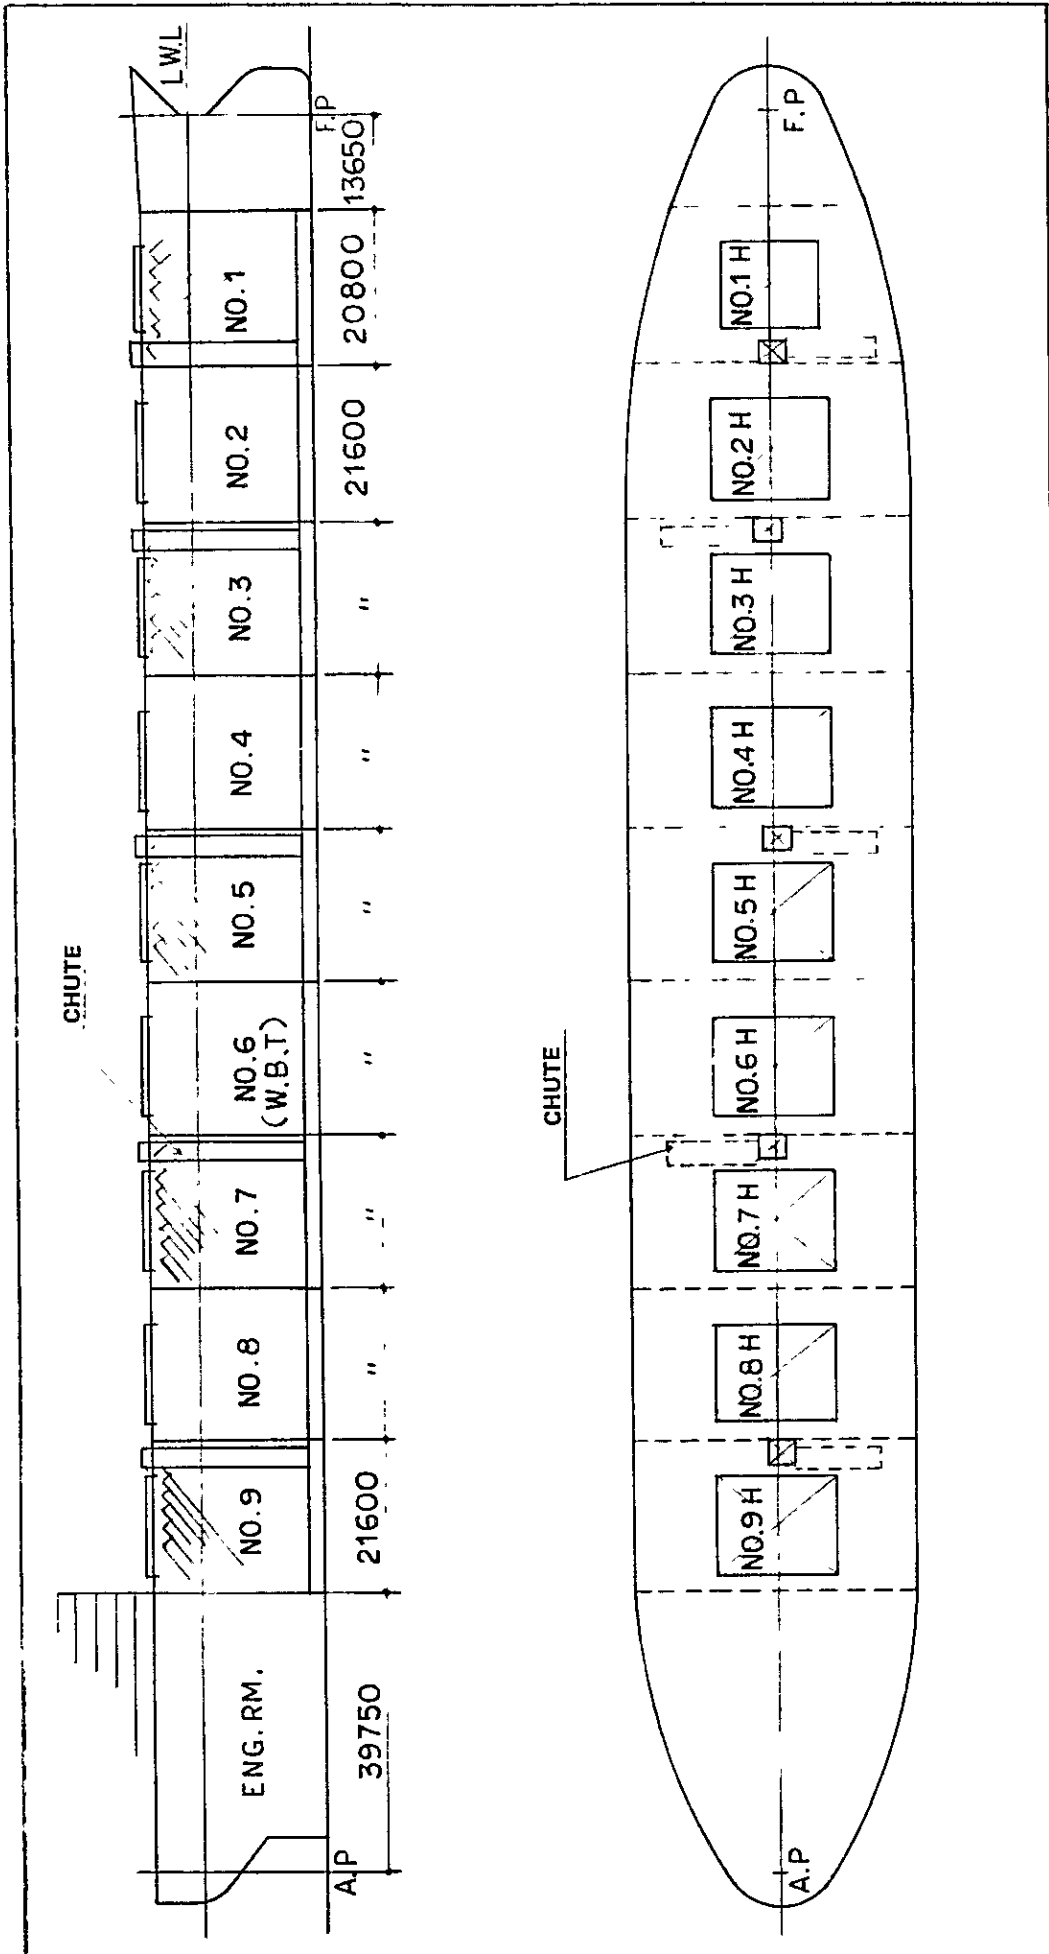 CHUTE
L.W.L
ENG. RM.
NO.9
NO.8
NO.7
NO.6
(W.B.T)
NO.5
NO.4
NO.3
NO.2
NO.1
A.P
F.P
39750
21600
"
"
"
"
"
"
21600
20800
13650
CHUTE
NO.9 H
NO.8 H
NO.7 H
NO.6 H
NO.5 H
NO.4 H
NO.3 H
NO.2 H
NO.1 H
A.P
F.P